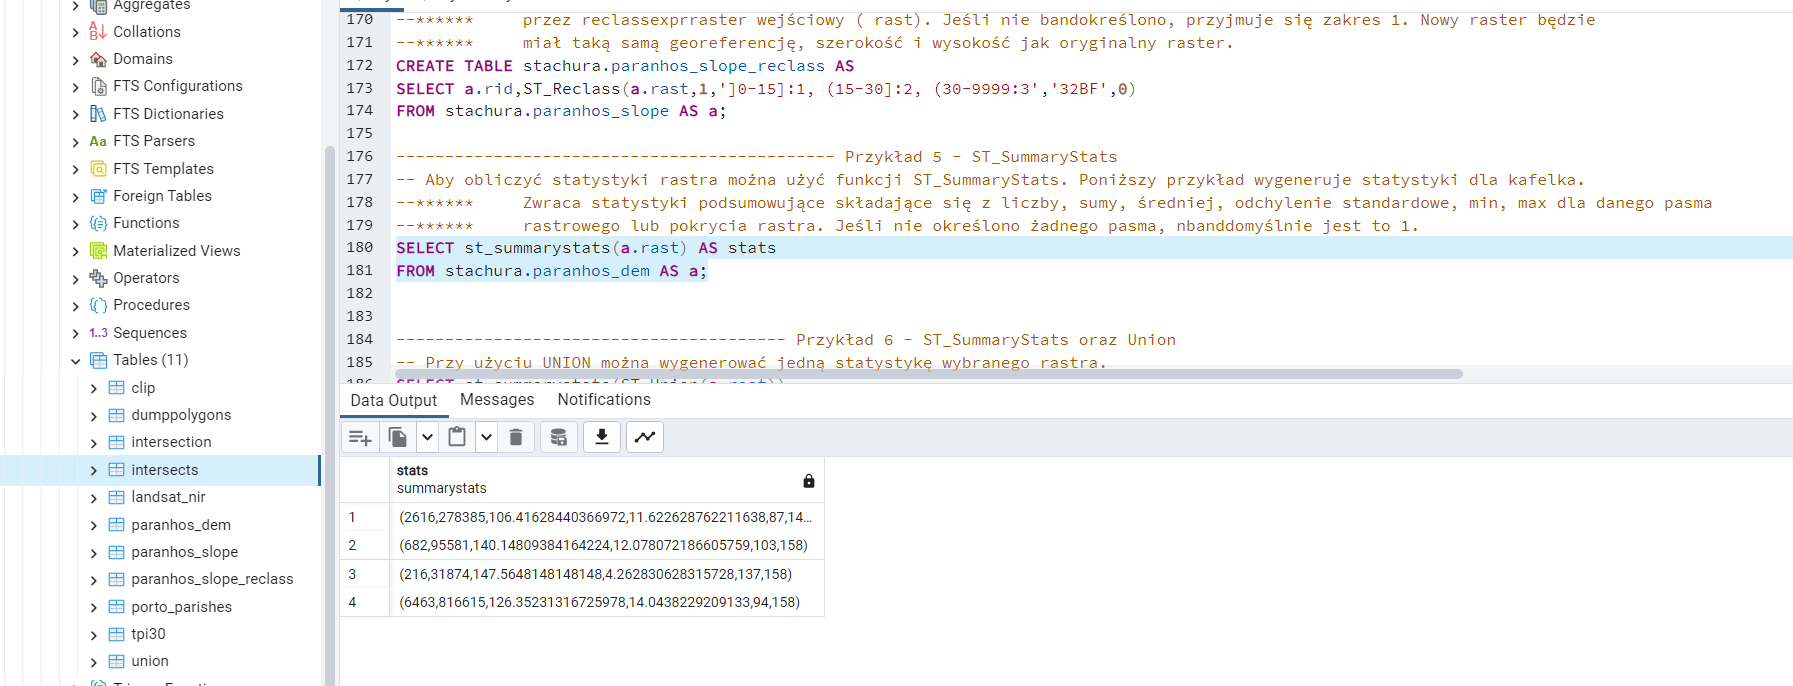 Aggregates
Collations
Domains
FTS Configurations
FTS Dictionaries
Aa FTS Parsers
FTS Templates
Foreign Tables
Functions
Materialized Views
Operators
Procedures
1..3 Sequences
Tables (11)
clip
dumppolygons
intersection
intersects
landsat_nir
paranhos_dem
paranhos_slope
paranhos_slope_reclass
porto_parishes
tpi30
union
170 --****** przez reclassexprraster wejściowy ( rast). Jeśli nie bandokreślono, przyjmuje się zakres 1. Nowy raster będzie
171 --****** miał taką samą georeferencję, szerokość i wysokość jak oryginalny raster.
172 CREATE TABLE stachura.paranhos_slope_reclass AS
173 SELECT a.rid,ST_Reclass(a.rast,1,']0-15]:1, (15-30]:2, (30-9999:3','32BF',0)
174 FROM stachura.paranhos_slope AS a;
175
176 --------------------------------------------- Przykład 5 - ST_SummaryStats
177 -- Aby obliczyć statystyki rastra można użyć funkcji ST_SummaryStats. Poniższy przykład wygeneruje statystyki dla kafelka.
178 --****** Zwraca statystyki podsumowujące składające się z liczby, sumy, średniej, odchylenie standardowe, min, max dla danego pasma
179 --****** rastrowego lub pokrycia rastra. Jeśli nie określono żadnego pasma, nbanddomyślnie jest to 1.
180 SELECT st_summarystats(a.rast) AS stats
181 FROM stachura.paranhos_dem AS a;
182
183
184 ---------------------------------------- Przykład 6 - ST_SummaryStats oraz Union
185 -- Przy użyciu UNION można wygenerować jedną statystykę wybranego rastra.
186 SELECT st_summarystats(ST_Union(a.rast))
Data Output Messages Notifications
stats
summarystats
1 (2616,278385,106.41628440366972,11.622628762211638,87,14...
2 (682,95581,140.14809384164224,12.078072186605759,103,158)
3 (216,31874,147.5648148148148,4.262830628315728,137,158)
4 (6463,816615,126.35231316725978,14.0438229209133,94,158)